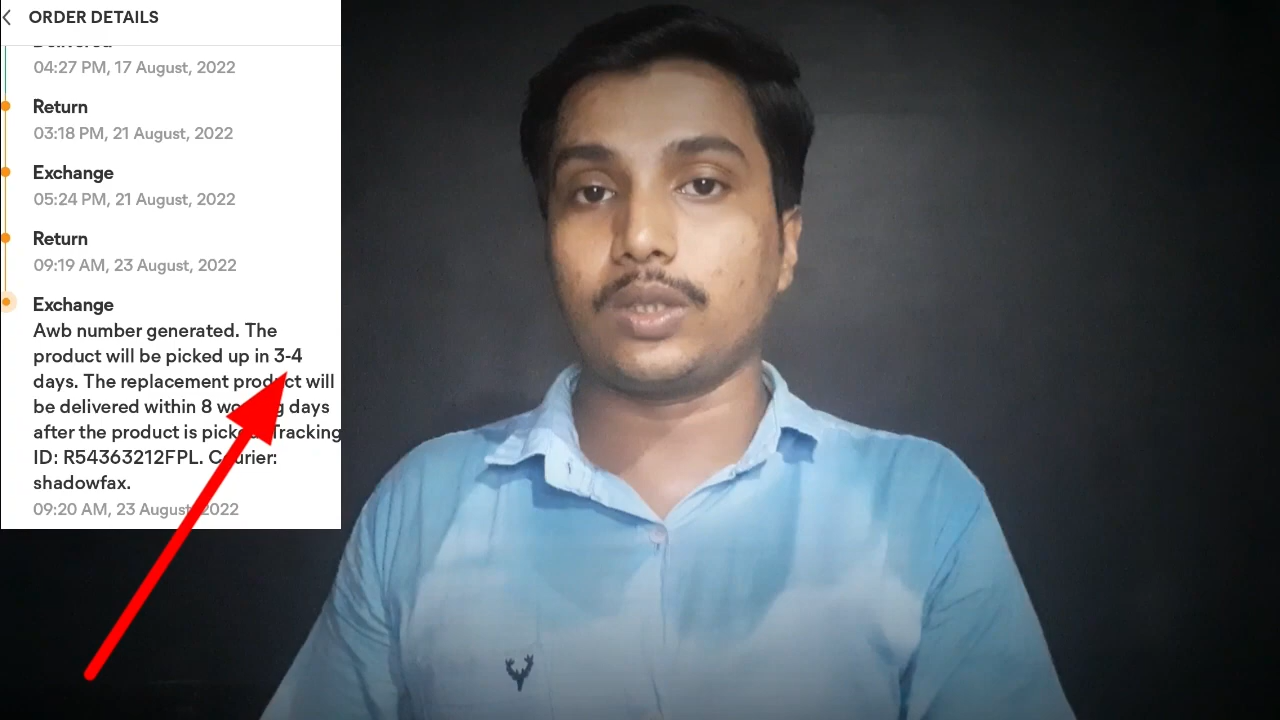 ORDER DETAILS
Delivered
04:27 PM, 17 August, 2022
Return
03:18 PM, 21 August, 2022
Exchange
05:24 PM, 21 August, 2022
Return
09:19 AM, 23 August, 2022
Exchange
Awb number generated. The
product will be picked up in 3-4
days. The replacement product will
be delivered within 8 working days
after the product is picked. Tracking
ID: R54363212FPL. Courier:
shadowfax.
09:20 AM, 23 August, 2022